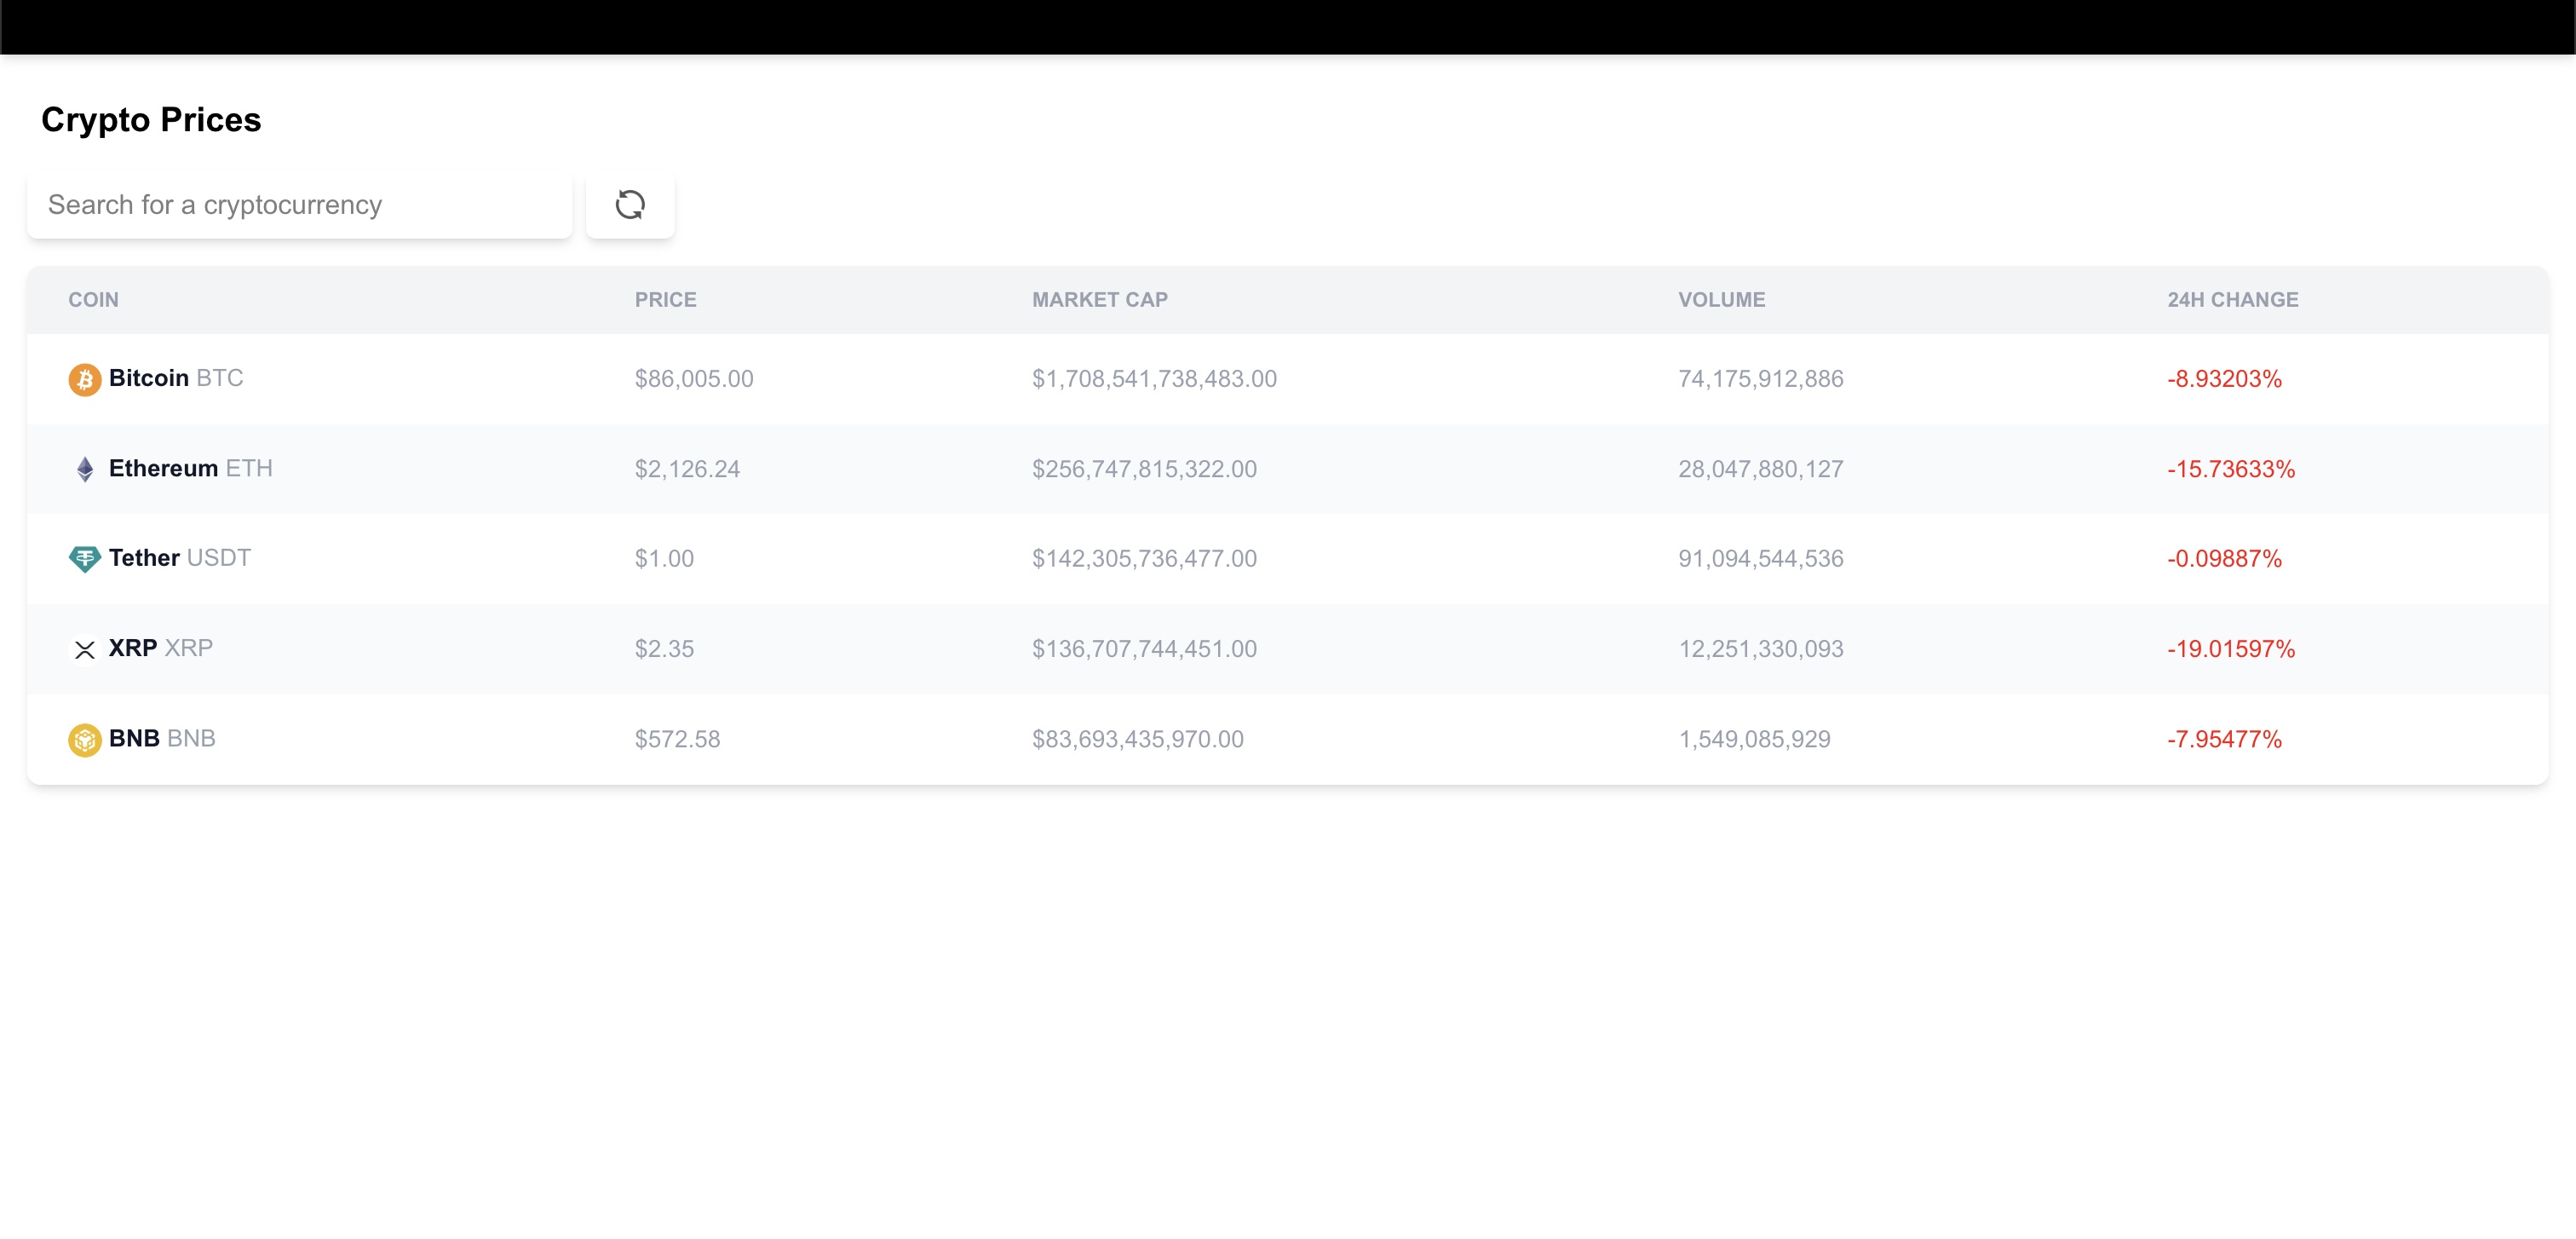 Crypto Prices
Search for a cryptocurrency
COIN PRICE MARKET CAP VOLUME 24H CHANGE
Bitcoin BTC $86,005.00 $1,708,541,738,483.00 74,175,912,886 -8.93203%
Ethereum ETH $2,126.24 $256,747,815,322.00 28,047,880,127 -15.73633%
Tether USDT $1.00 $142,305,736,477.00 91,094,544,536 -0.09887%
XRP XRP $2.35 $136,707,744,451.00 12,251,330,093 -19.01597%
BNB BNB $572.58 $83,693,435,970.00 1,549,085,929 -7.95477%